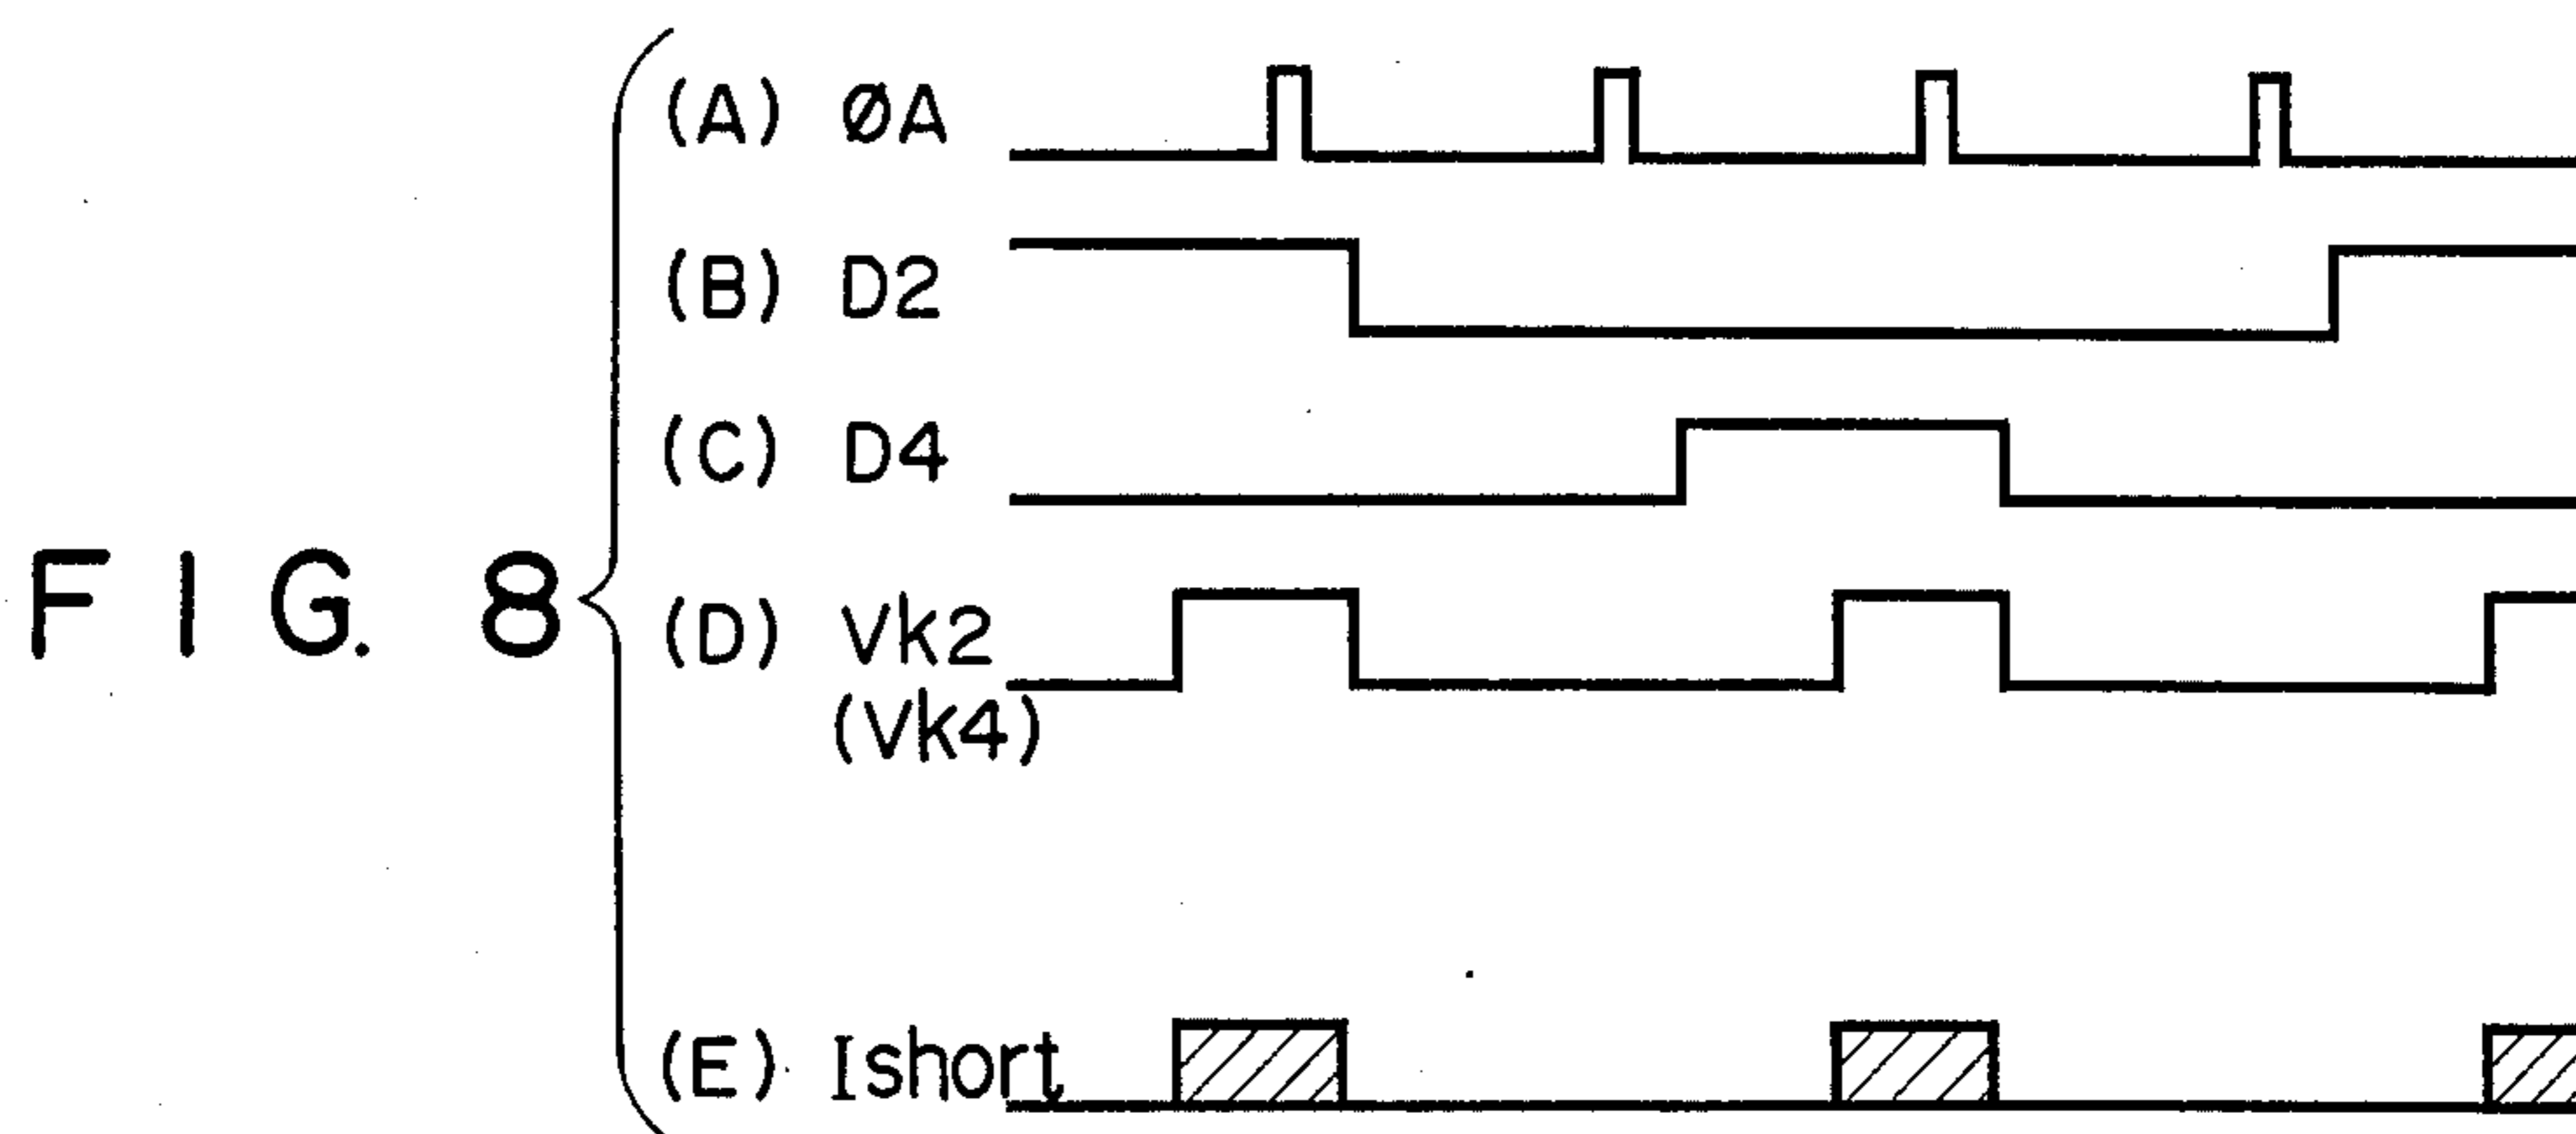 (A) ØA
(B) D2
(C) D4
FIG. 8
(D) Vk2
(Vk4)
(E) Ishort